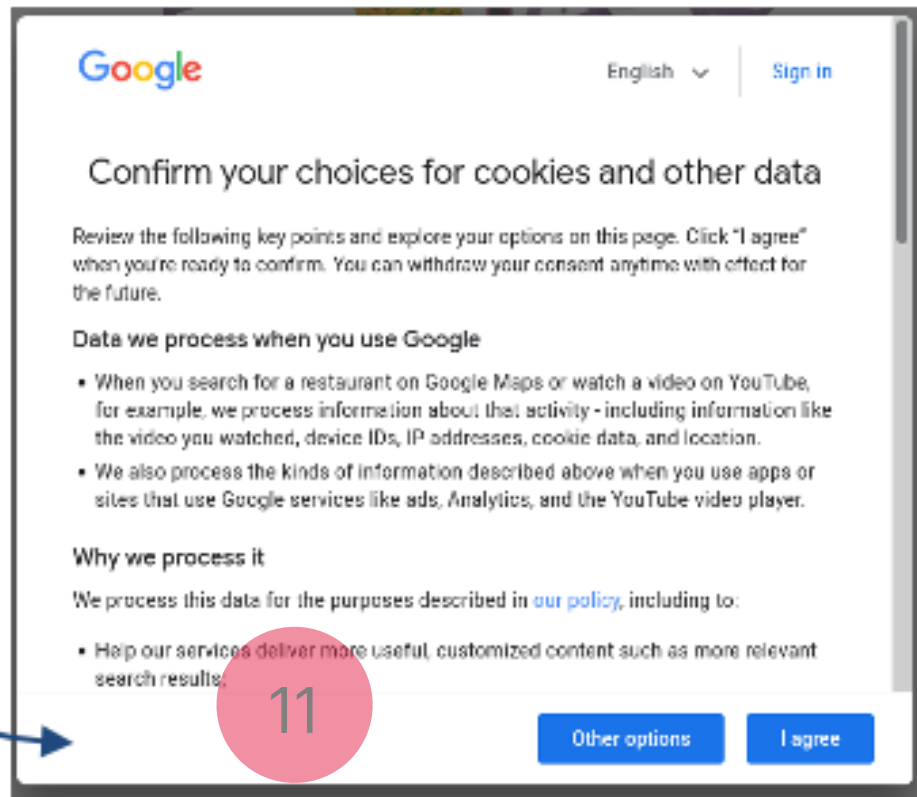 Google
English
Sign in
Confirm your choices for cookies and other data
Review the following key points and explore your options on this page. Click "I agree"
when you're ready to confirm. You can withdraw your consent anytime with effect for
the future.
Data we process when you use Google
• When you search for a restaurant on Google Maps or watch a video on YouTube,
for example, we process information about that activity - including information like
the video you watched, device IDs, IP addresses, cookie data, and location.
• We also process the kinds of information described above when you use apps or
sites that use Google services like ads, Analytics, and the YouTube video player.
Why we process it
We process this data for the purposes described in our policy, including to:
• Help our services deliver more useful, customized content such as more relevant
search results;
11
Other options
I agree